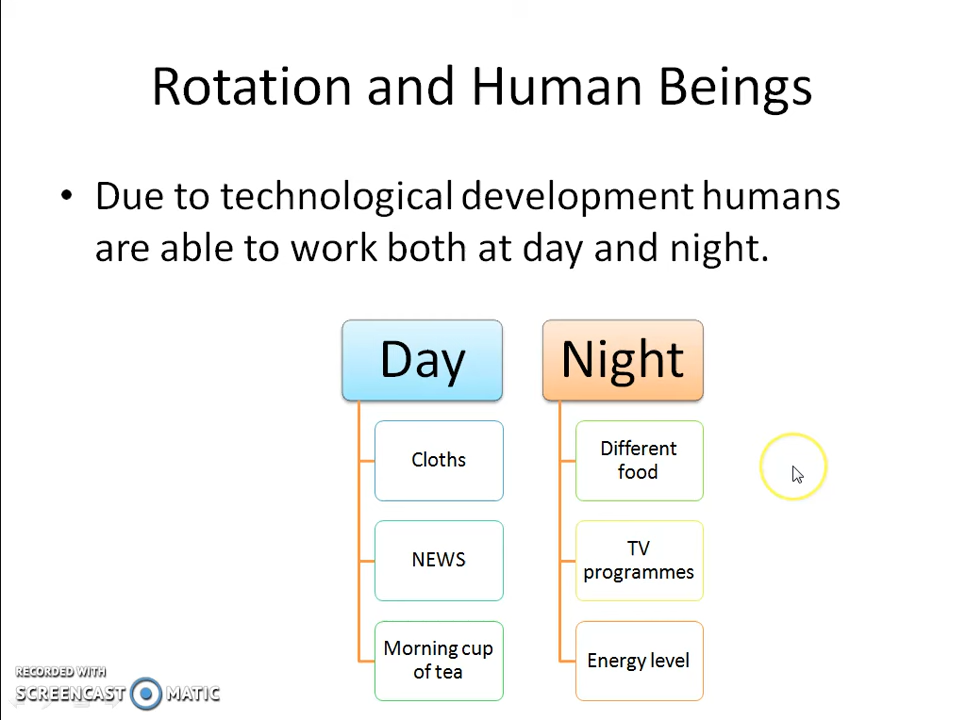 Rotation and Human Beings
• Due to technological development humans
are able to work both at day and night.
Day
Cloths
NEWS
Morning cup
of tea
Night
Different
food
TV
programmes
Energy level
RECORDED WITH
SCREENCAST MATIC